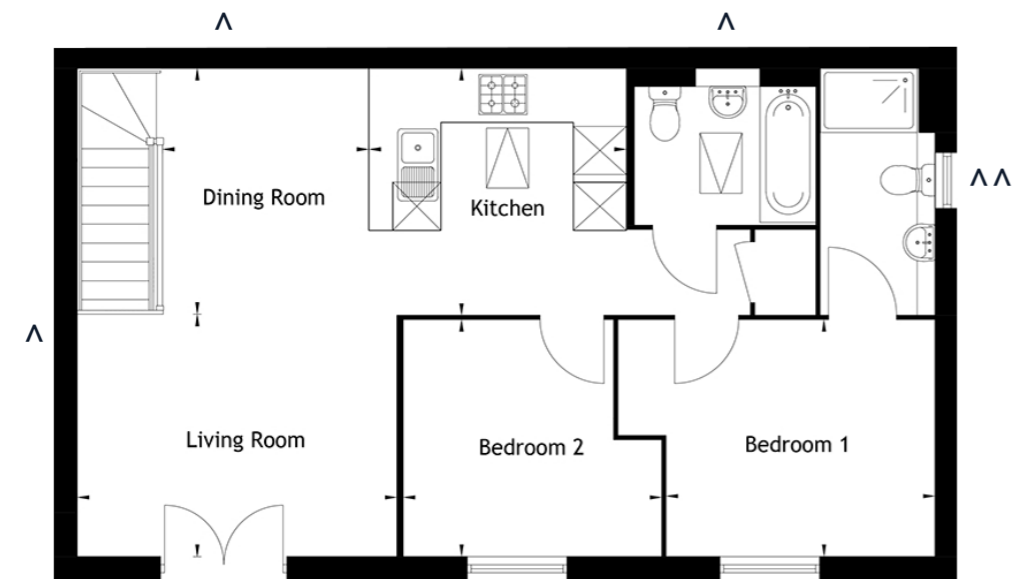 ^ ^
Dining Room
Kitchen
^^
^
Living Room
Bedroom 2
Bedroom 1